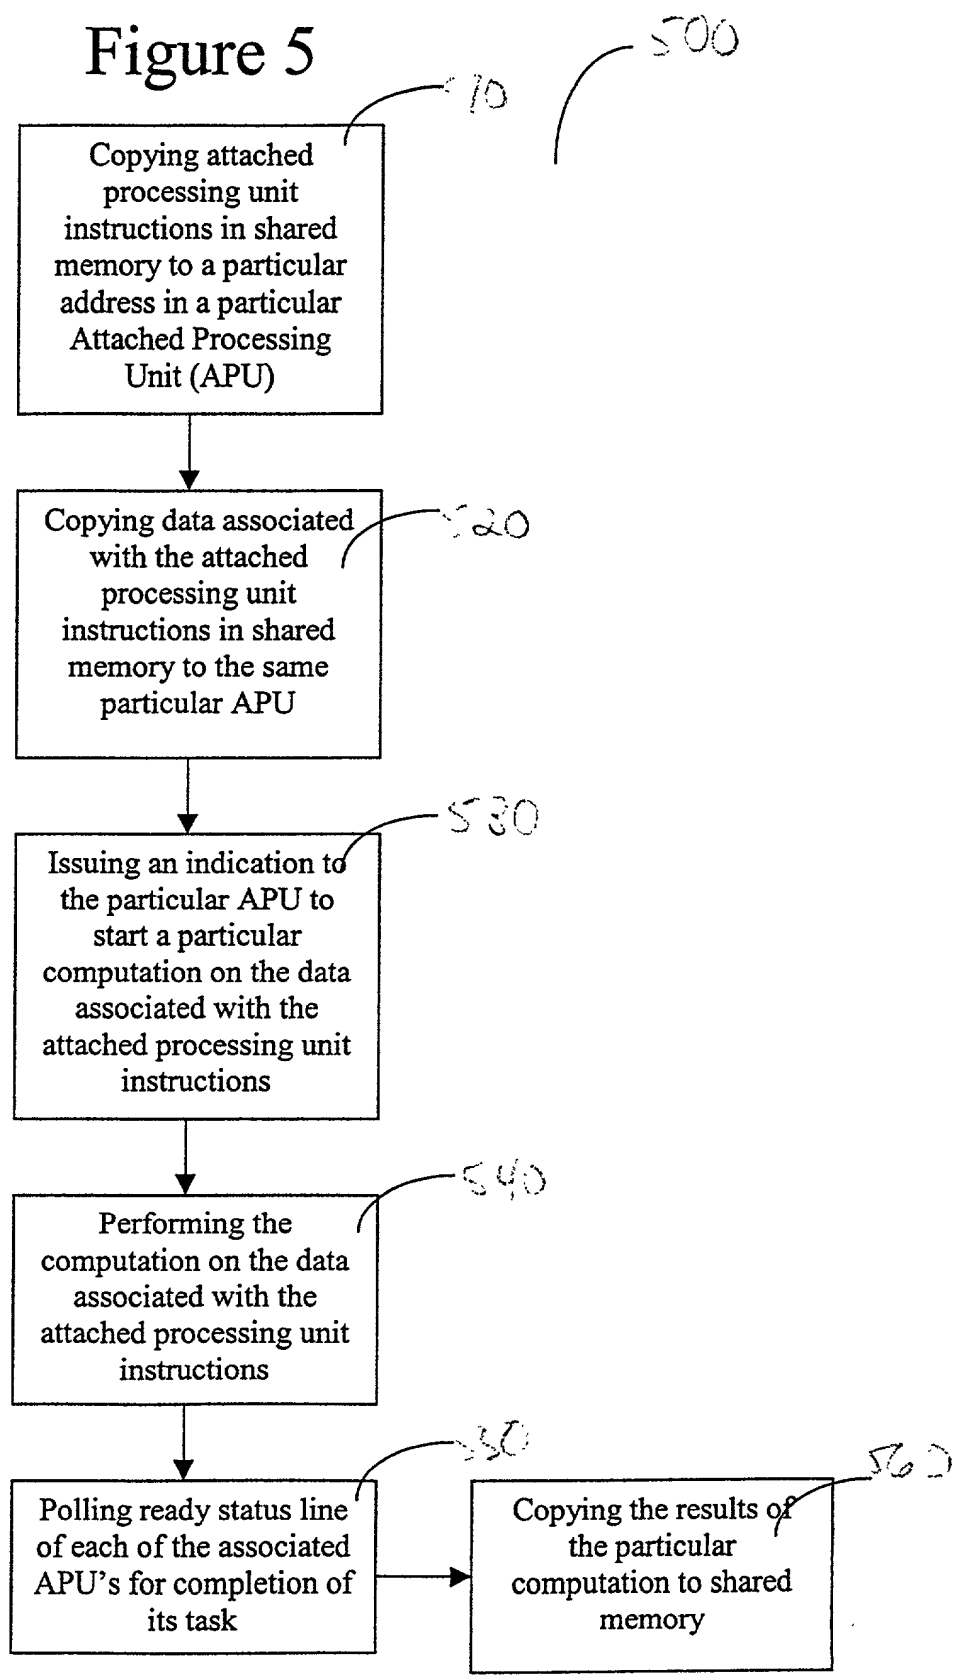 Figure 5
500
510
Copying attached
processing unit
instructions in shared
memory to a particular
address in a particular
Attached Processing
Unit (APU)
520
Copying data associated
with the attached
processing unit
instructions in shared
memory to the same
particular APU
530
Issuing an indication to
the particular APU to
start a particular
computation on the data
associated with the
attached processing unit
instructions
540
Performing the
computation on the data
associated with the
attached processing unit
instructions
550
Polling ready status line
of each of the associated
APU's for completion of
its task
560
Copying the results of
the particular
computation to shared
memory